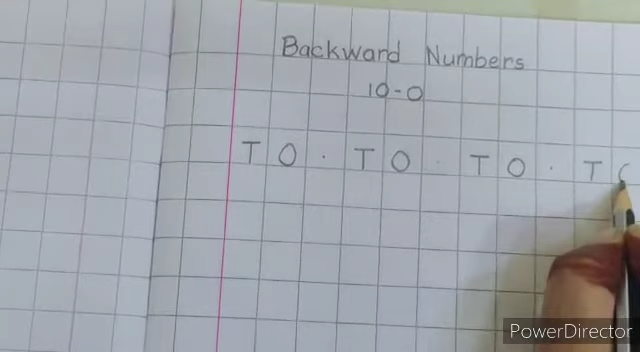 Backward Numbers
10-0
T O . T O . T O . T
PowerDirector